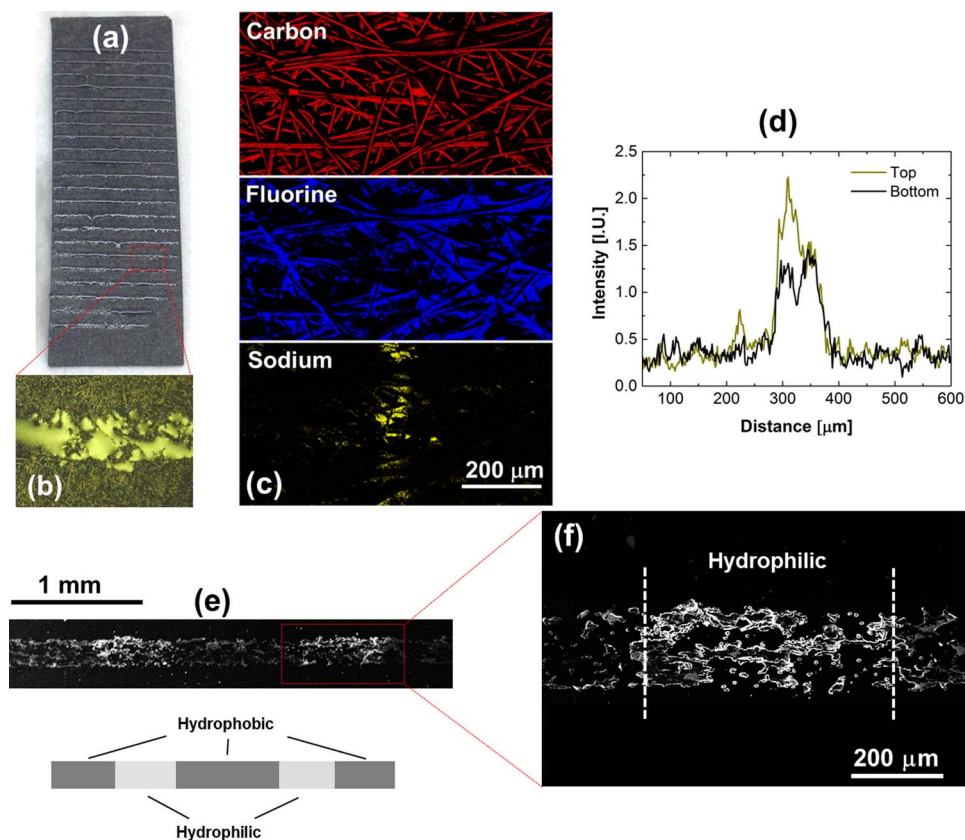 (a)
(b)
Carbon
Fluorine
Sodium
(c)
200 μm
(d)
Top
Bottom
Intensity [I.U.]
2.5
2.0
1.5
1.0
0.5
0.0
100 200 300 400 500 600
Distance [μm]
1 mm
(e)
Hydrophobic
Hydrophilic
(f)
Hydrophilic
200 μm